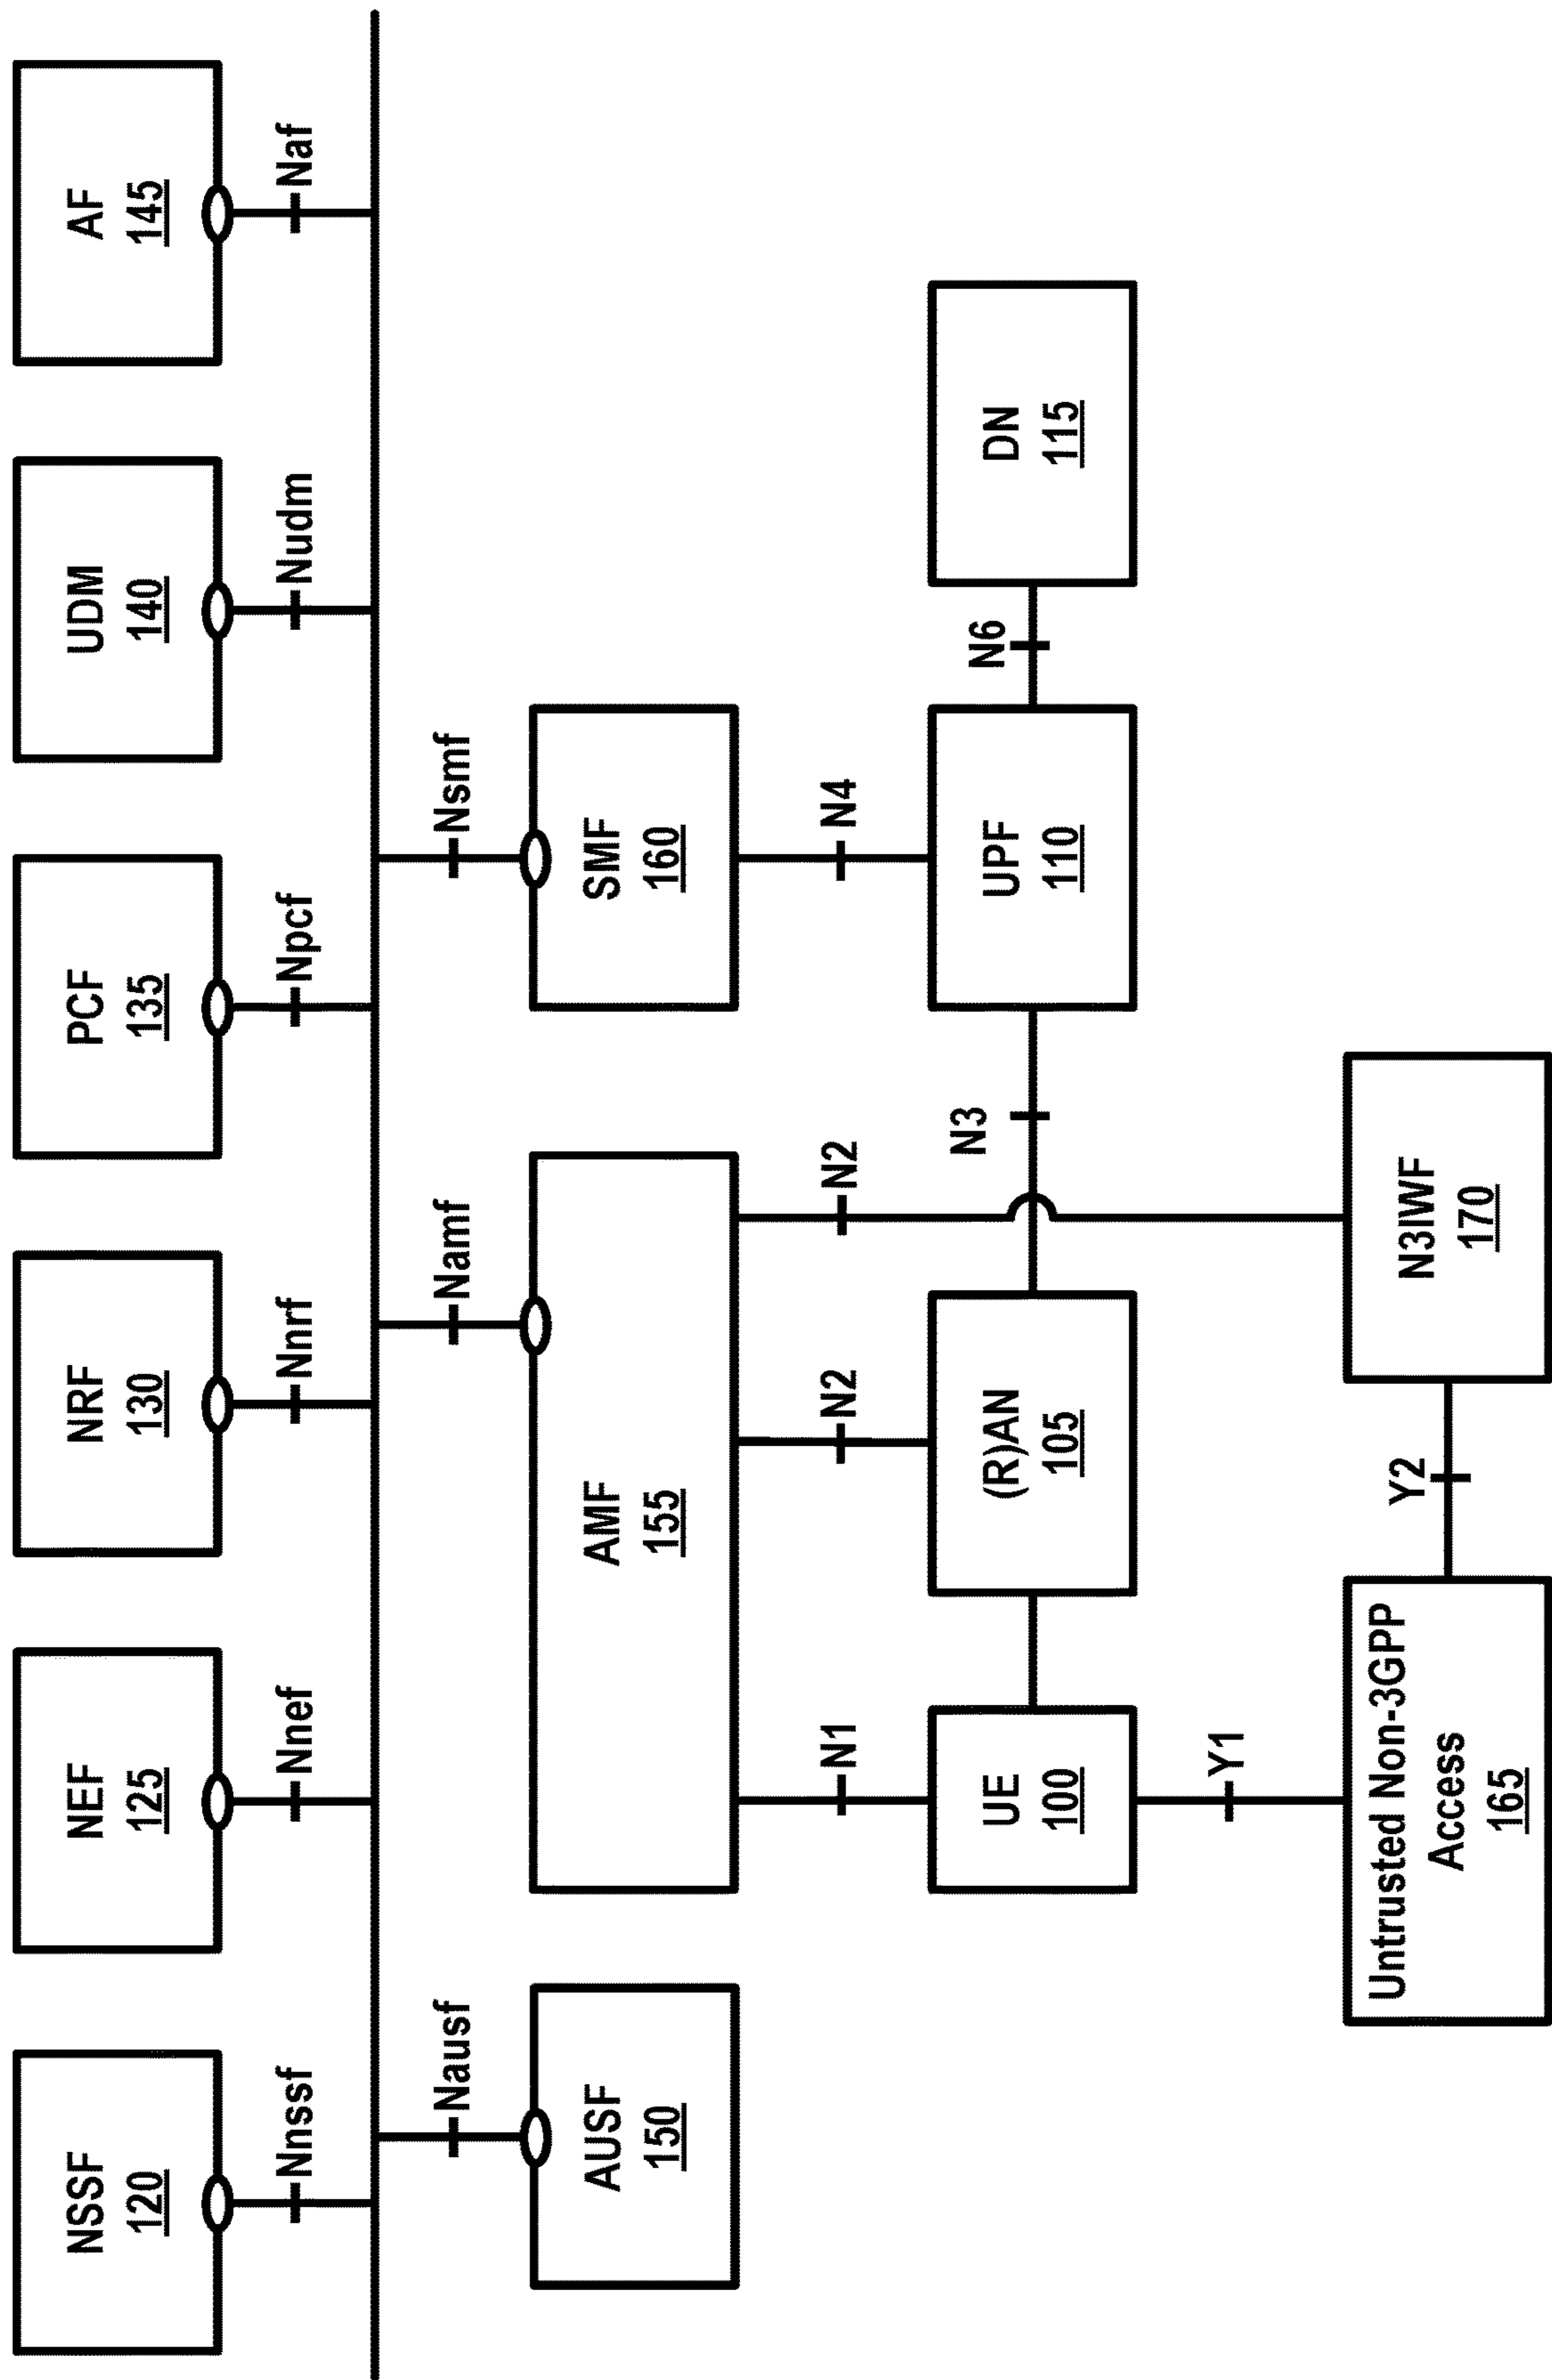 NSSF
120
NEF
125
NRF
130
PCF
135
UDM
140
AF
145
Nnssf
Nnef
Nnrf
Npcf
Nudm
Naf
Nausf
Namf
Nsmf
AUSF
150
AMF
155
SMF
160
N1
N2
N2
N4
UE
100
(R)AN
105
N3
UPF
110
N6
DN
115
Y1
Untrusted Non-3GPP
Access
165
Y2
N3IWF
170